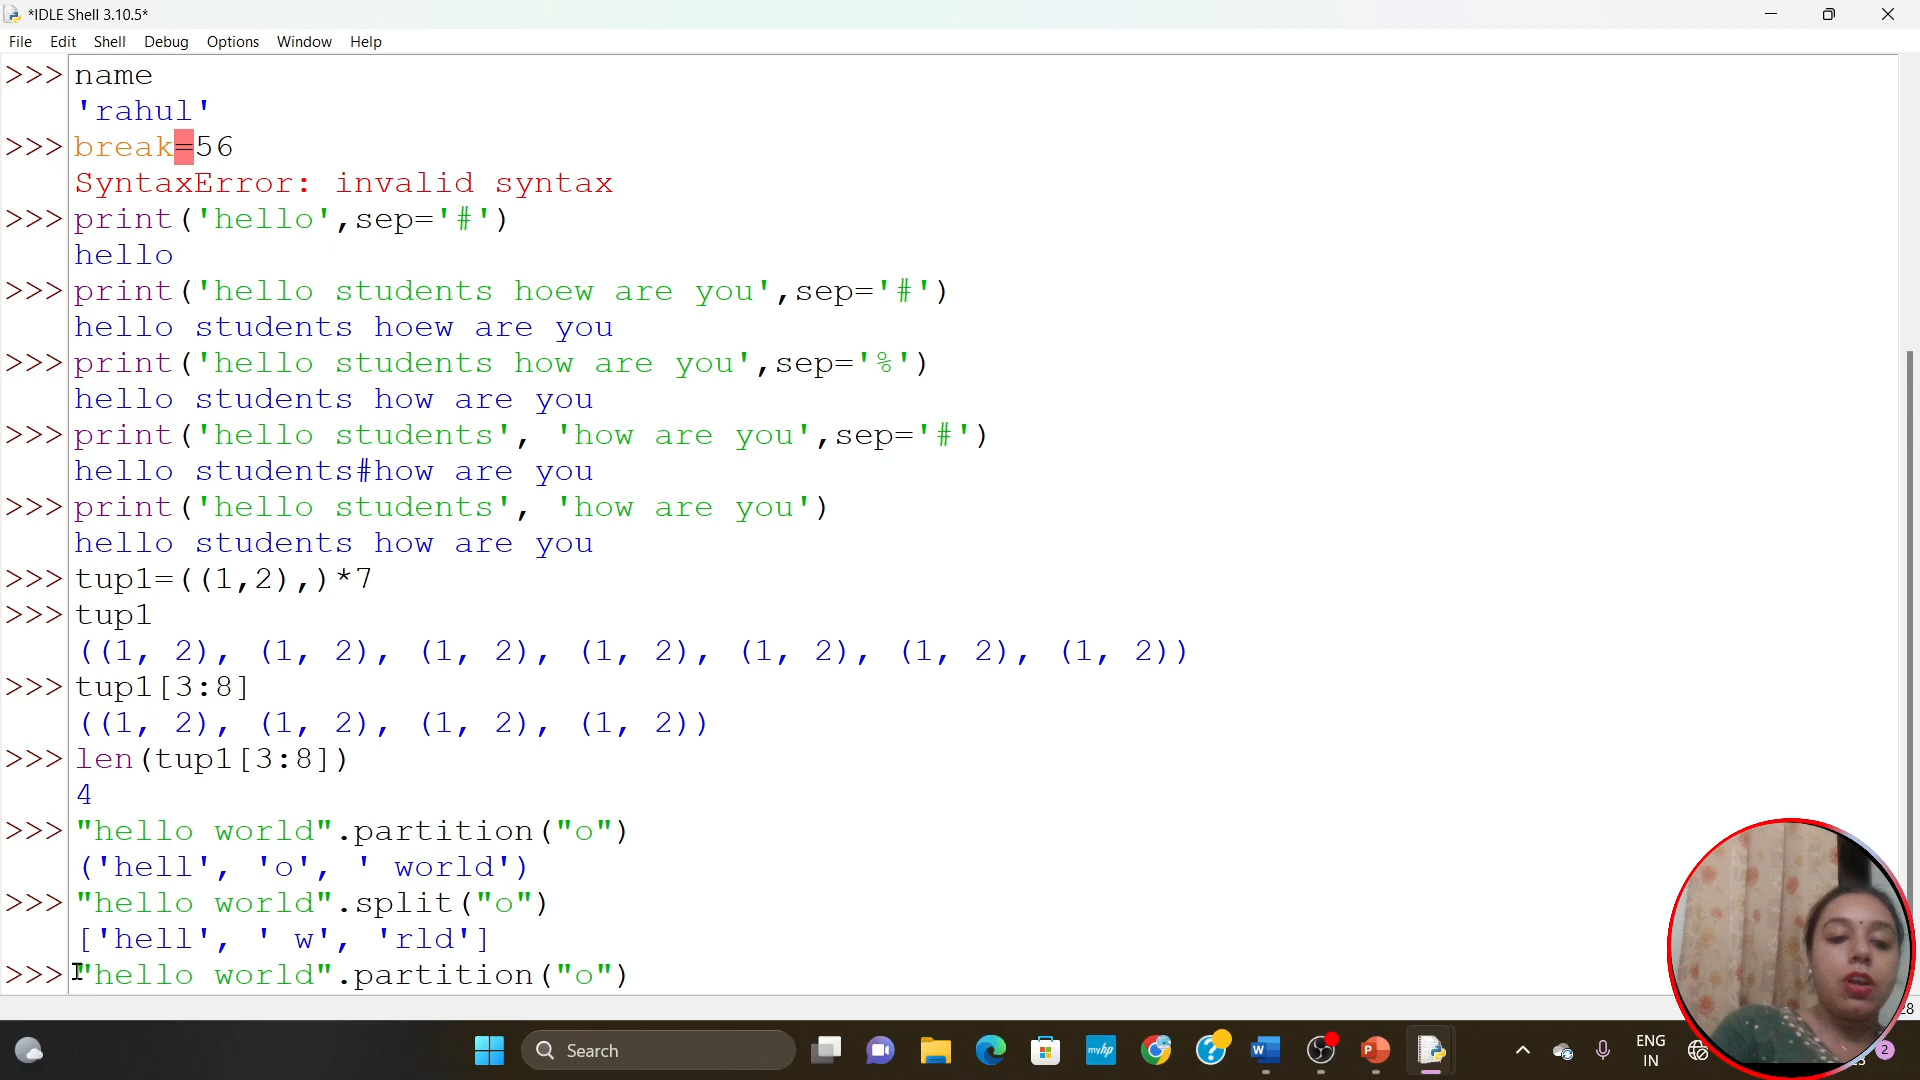 *IDLE Shell 3.10.5*
File Edit Shell Debug Options Window Help
>>> name
'rahul'
>>> break=56
SyntaxError: invalid syntax
>>> print('hello',sep='#')
hello
>>> print('hello students hoew are you',sep='#')
hello students hoew are you
>>> print('hello students how are you',sep='%')
hello students how are you
>>> print('hello students', 'how are you',sep='#')
hello students#how are you
>>> print('hello students', 'how are you')
hello students how are you
>>> tup1=((1,2),)*7
>>> tup1
((1, 2), (1, 2), (1, 2), (1, 2), (1, 2), (1, 2), (1, 2))
>>> tup1[3:8]
((1, 2), (1, 2), (1, 2), (1, 2))
>>> len(tup1[3:8])
4
>>> "hello world".partition("o")
('hell', 'o', ' world')
>>> "hello world".split("o")
['hell', ' w', 'rld']
>>> "hello world".partition("o")
Search
myhp
ENG
IN
2